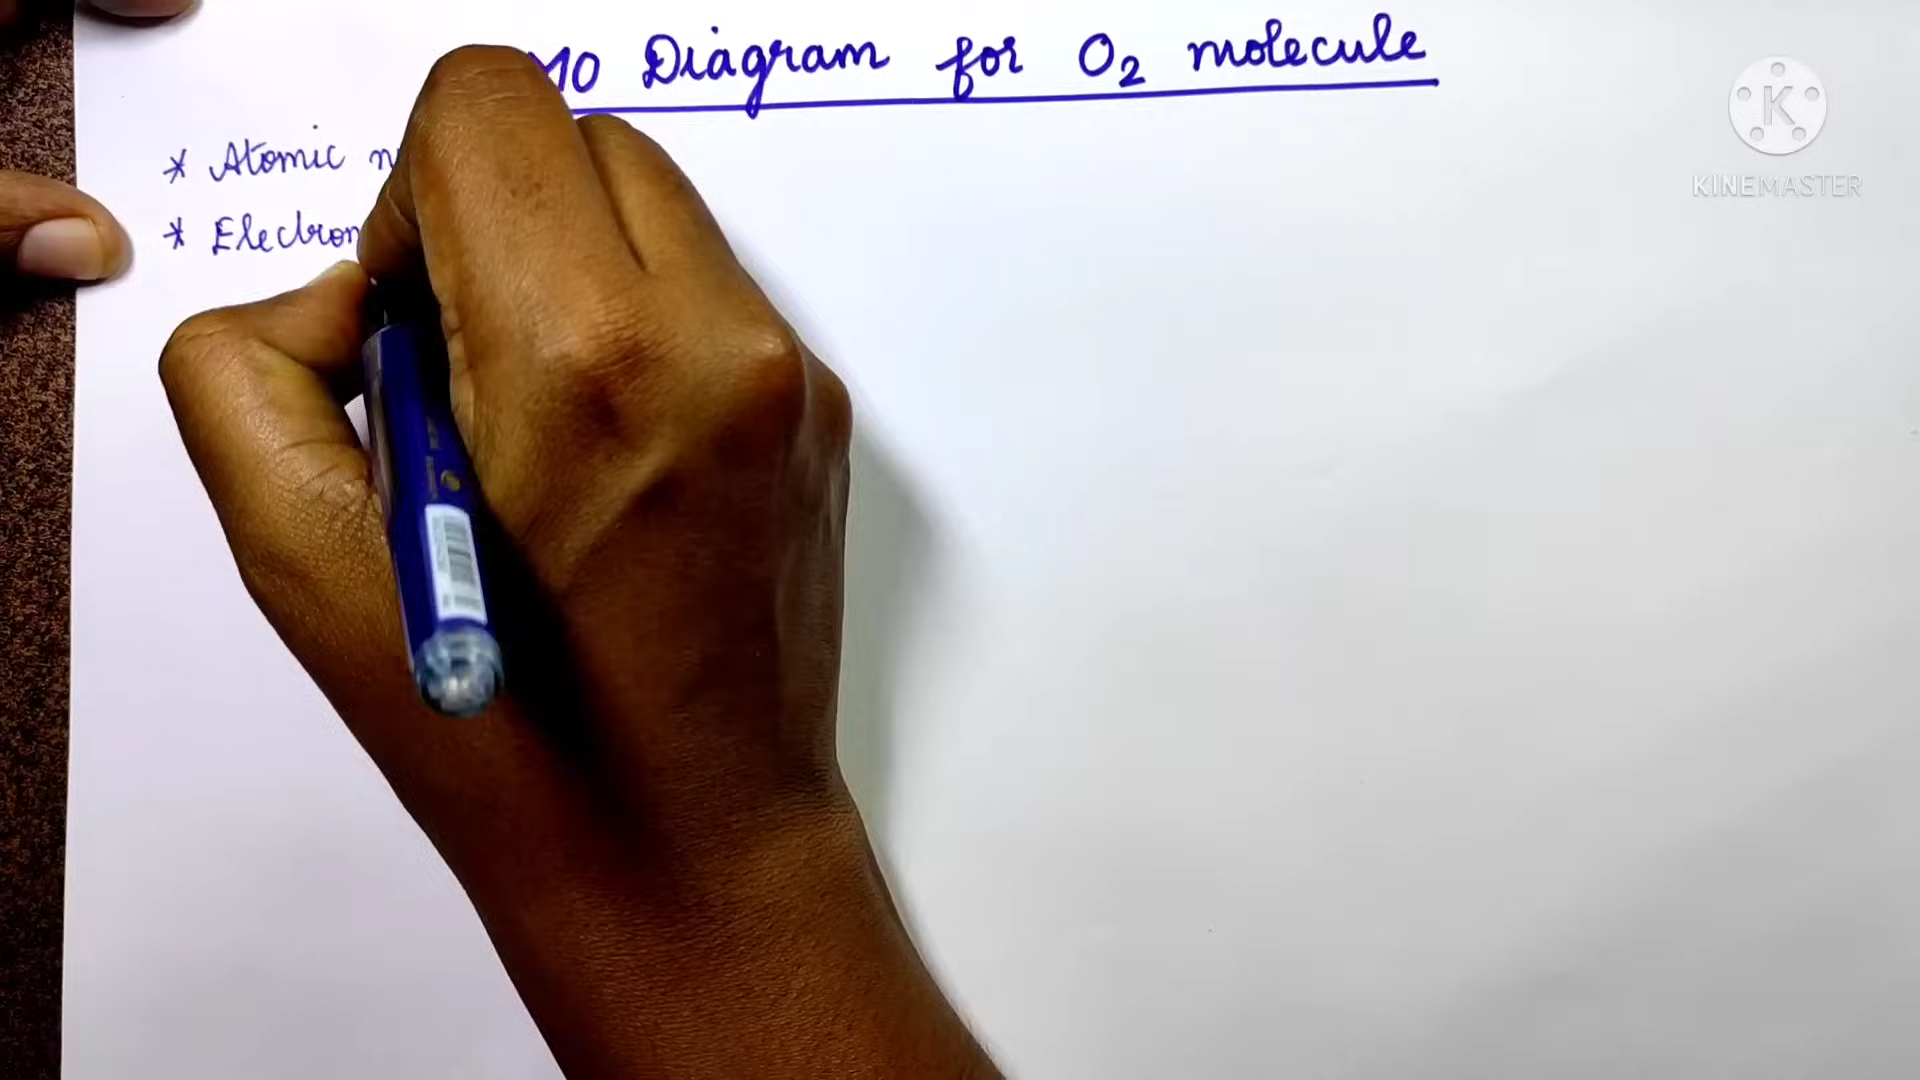 MO Diagram for O2 molecule
* Atomic
* Electron
K
KINEMASTER